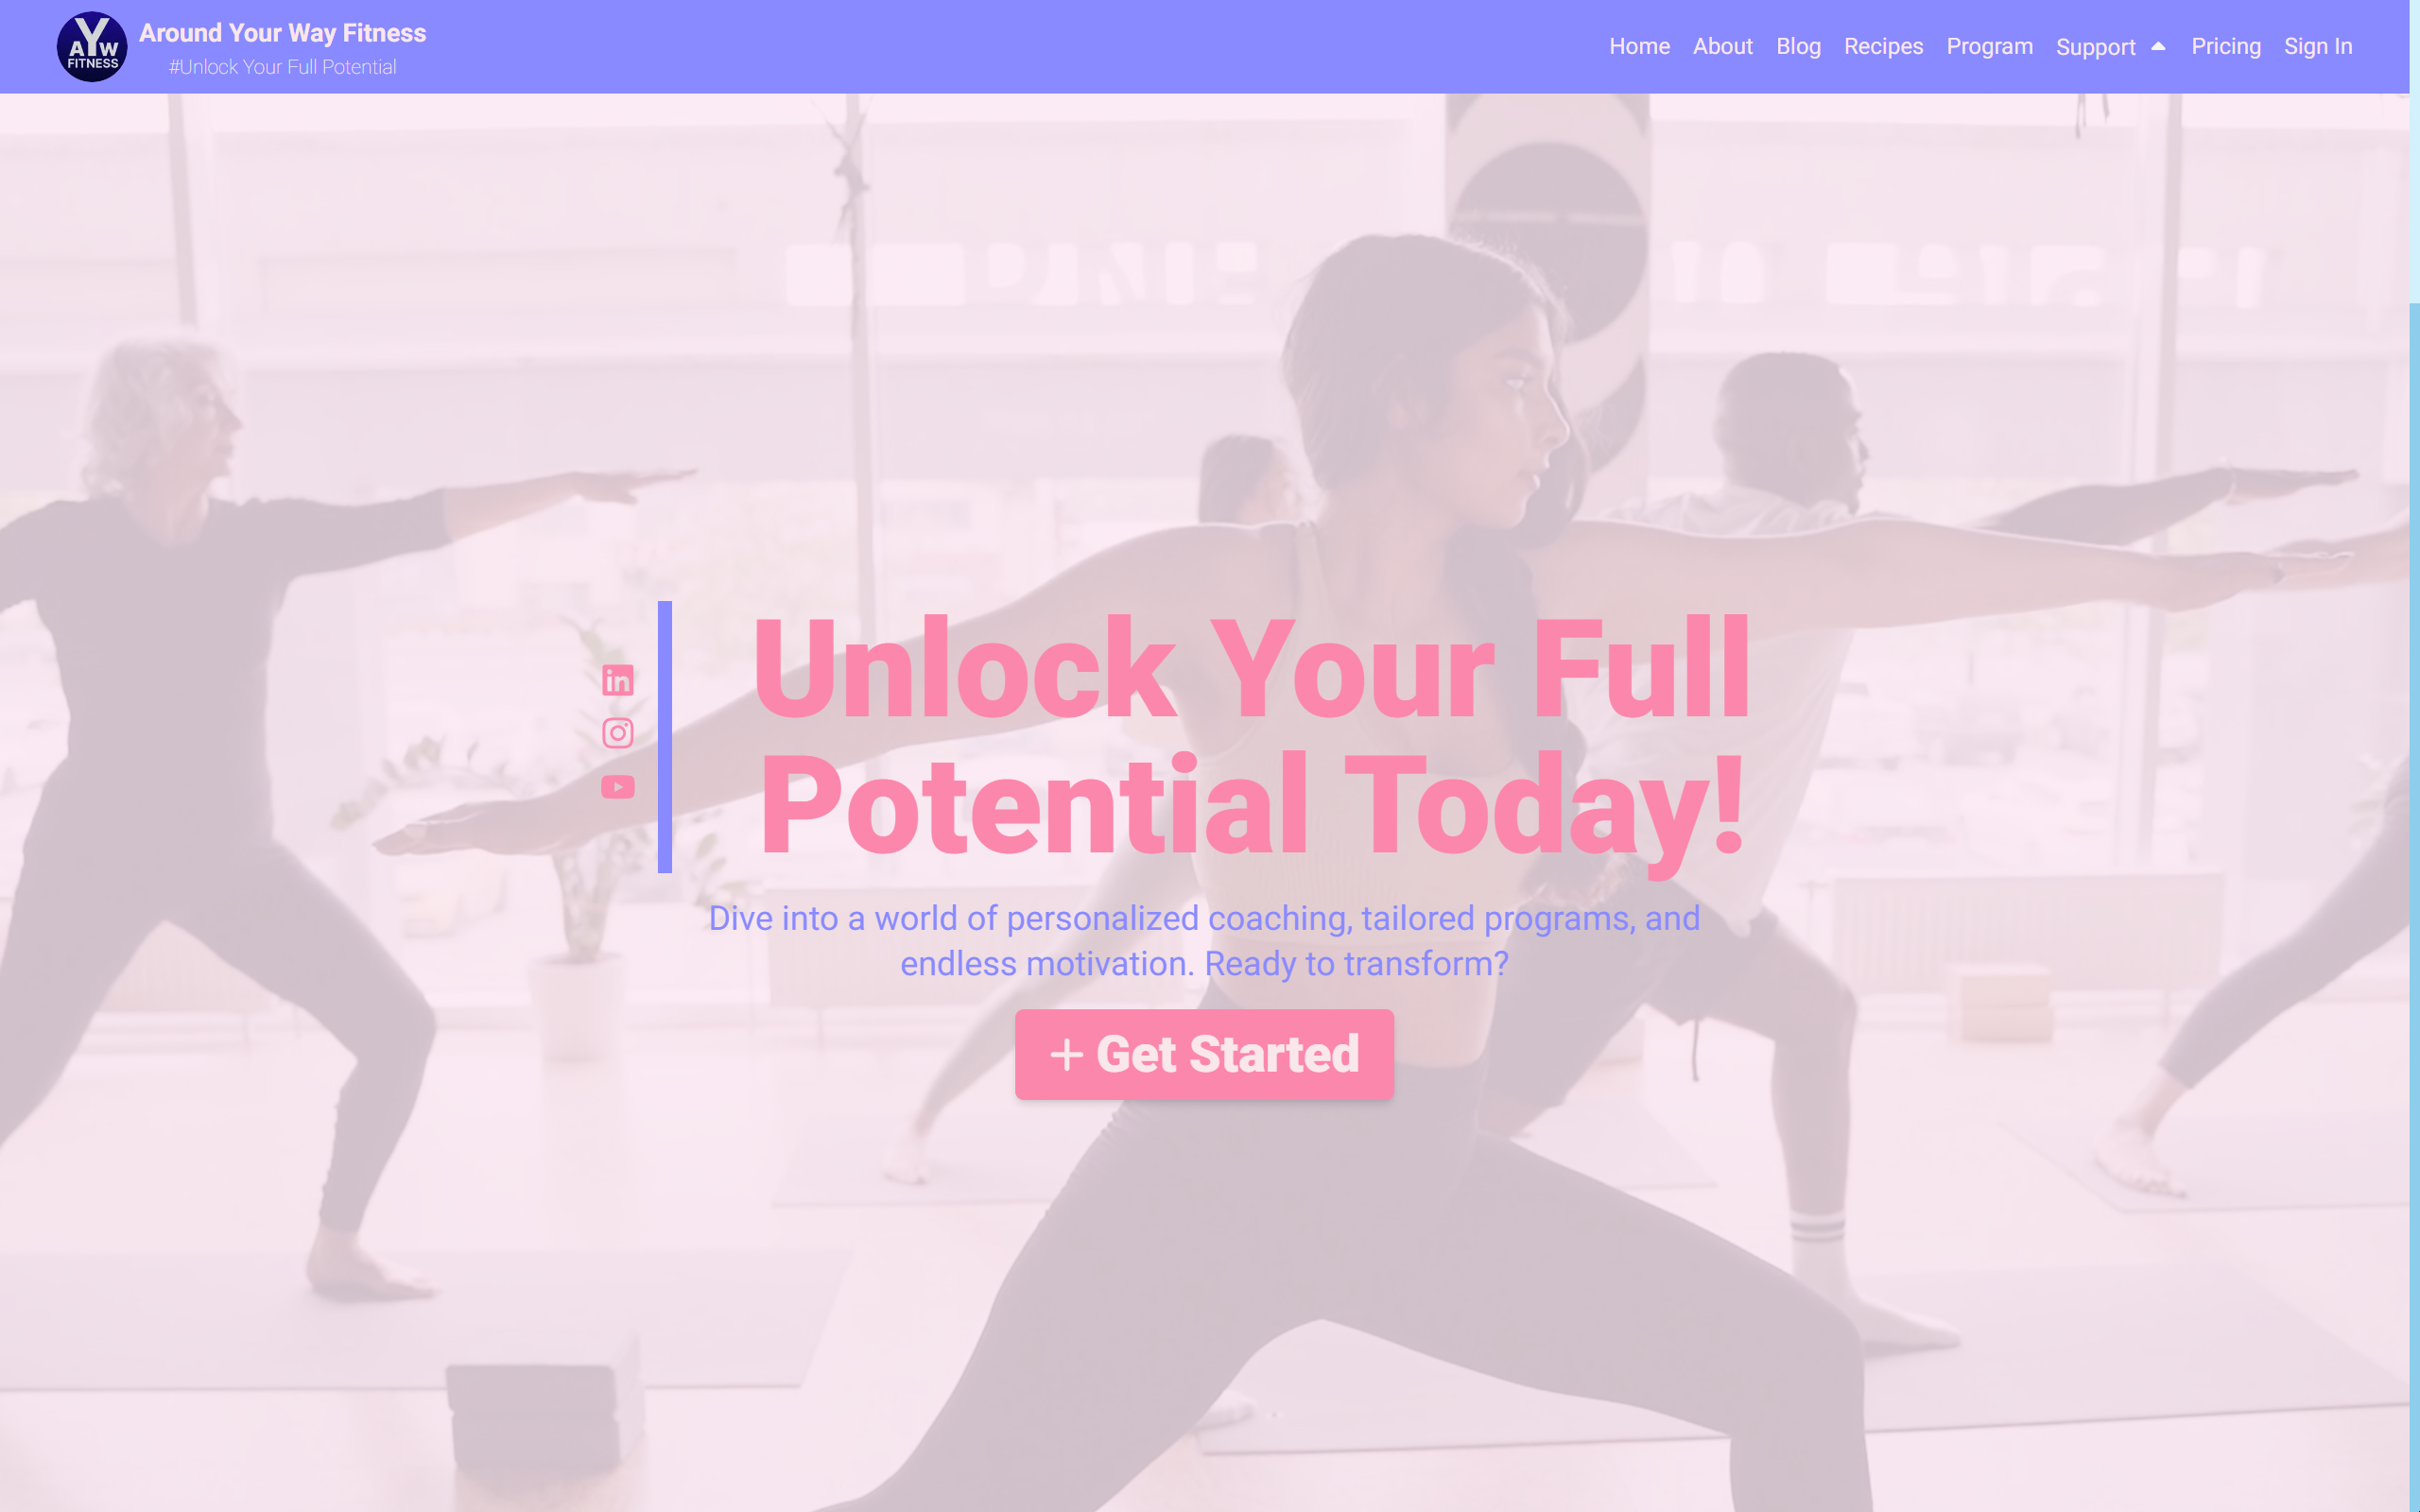 AYW
FITNESS
Around Your Way Fitness
#Unlock Your Full Potential
Home About Blog Recipes Program Support Pricing Sign In
Unlock Your Full
Potential Today!
Dive into a world of personalized coaching, tailored programs, and
endless motivation. Ready to transform?
+ Get Started